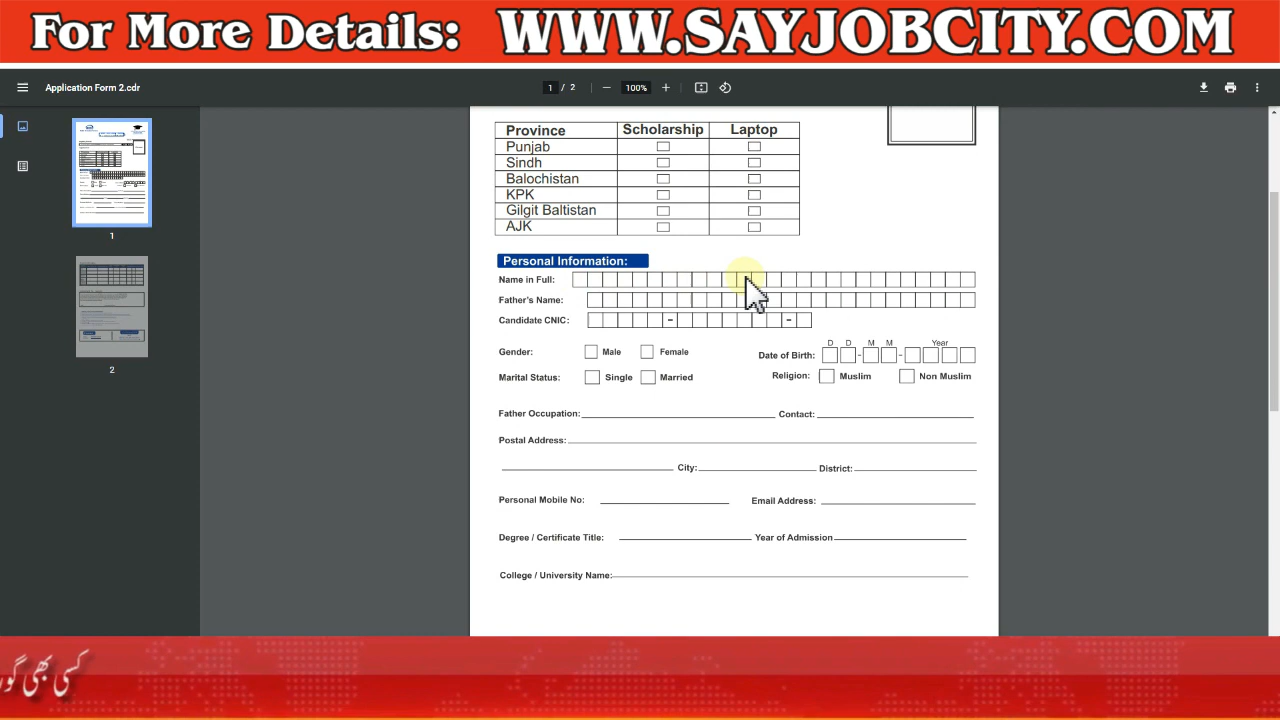 For More Details: WWW.SAYJOBCITY.COM
Application Form 2.cdr
1 / 2
100%
Province Scholarship Laptop
Punjab
Sindh
Balochistan
KPK
Gilgit Baltistan
AJK
Personal Information:
Name in Full:
Father's Name:
Candidate CNIC: - -
D D M M Year
Gender: Male Female Date of Birth: - -
Marital Status: Single Married Religion: Muslim Non Muslim
Father Occupation: Contact:
Postal Address:
City: District:
Personal Mobile No: Email Address:
Degree / Certificate Title: Year of Admission
College / University Name:
1
2
کسی بھی